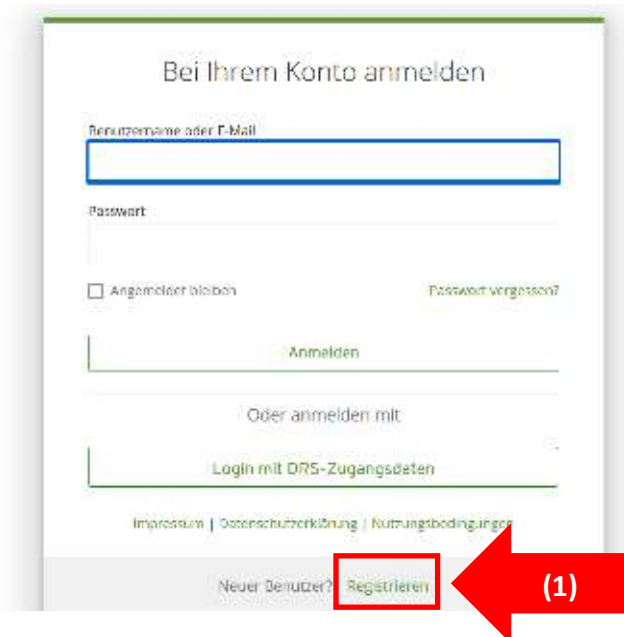 Bei Ihrem Konto anmelden
Benutzername oder E-Mail
Passwort
Angemeldet bleiben Passwort vergessen?
Anmelden
Oder anmelden mit
Login mit DRS-Zugangsdaten
Impressum | Datenschutzerklärung | Nutzungsbedingungen
Neuer Benutzer? Registrieren (1)